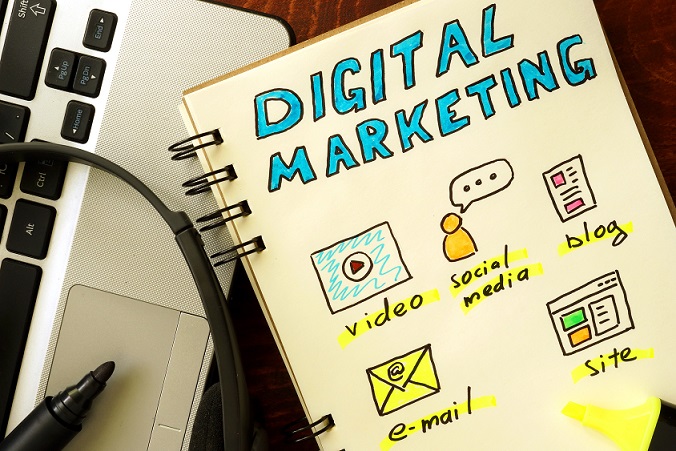 DIGITAL
MARKETING
video
social
media
blog
@
e-mail
site
Shift
End
PgUp
PgDn
Home
Ctrl
Alt
/